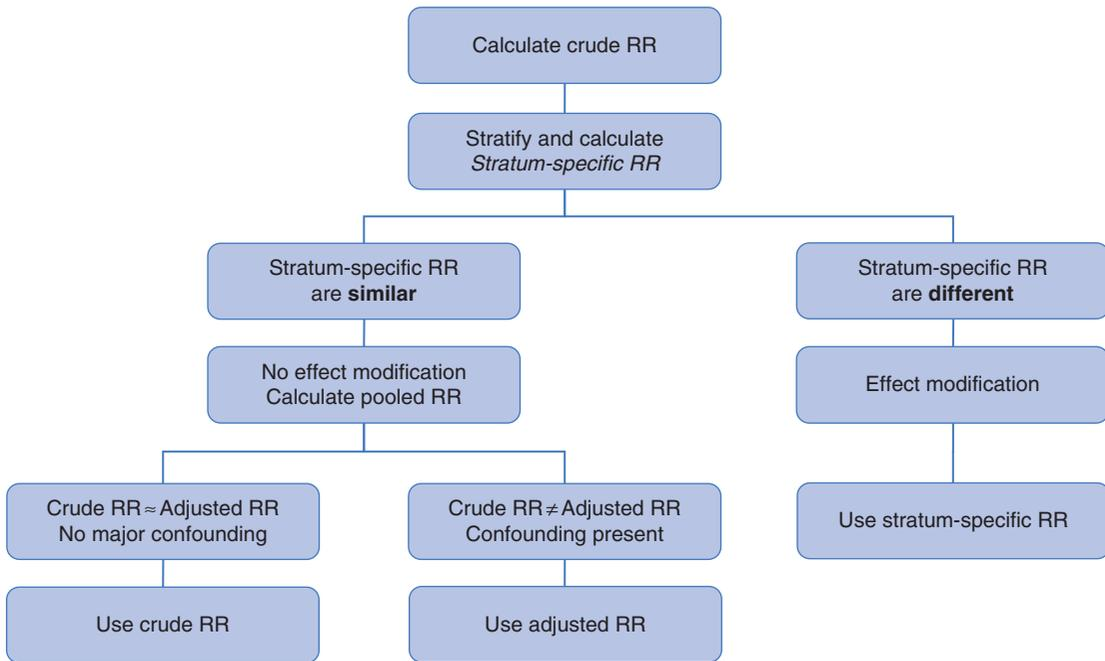 Calculate crude RR
Stratify and calculate
Stratum-specific RR
Stratum-specific RR
are similar
Stratum-specific RR
are different
No effect modification
Calculate pooled RR
Effect modification
Crude RR ≈ Adjusted RR
No major confounding
Crude RR ≠ Adjusted RR
Confounding present
Use stratum-specific RR
Use crude RR
Use adjusted RR